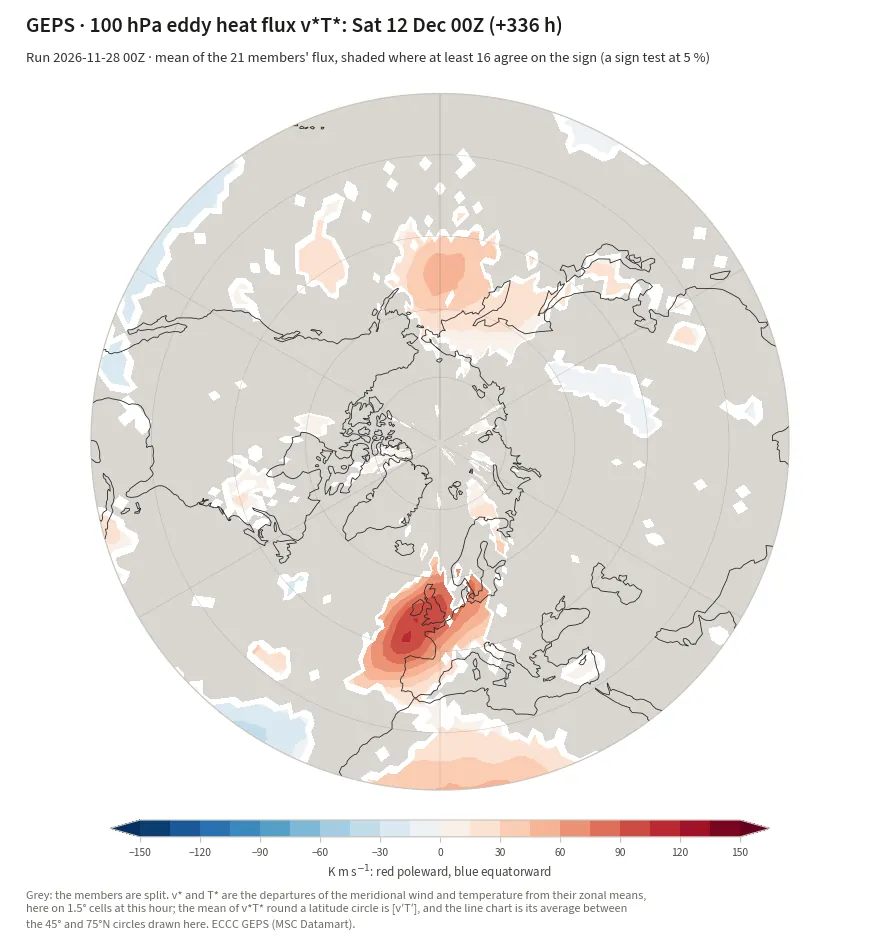 GEPS · 100 hPa eddy heat flux v*T*: Sat 12 Dec 00Z (+336 h)
Run 2026-11-28 00Z · mean of the 21 members' flux, shaded where at least 16 agree on the sign (a sign test at 5 %)
−150 −120 −90 −60 −30 0 30 60 90 120 150
K m s⁻¹: red poleward, blue equatorward
Grey: the members are split. v* and T* are the departures of the meridional wind and temperature from their zonal means,
here on 1.5° cells at this hour; the mean of v*T* round a latitude circle is [v'T'], and the line chart is its average between
the 45° and 75°N circles drawn here. ECCC GEPS (MSC Datamart).